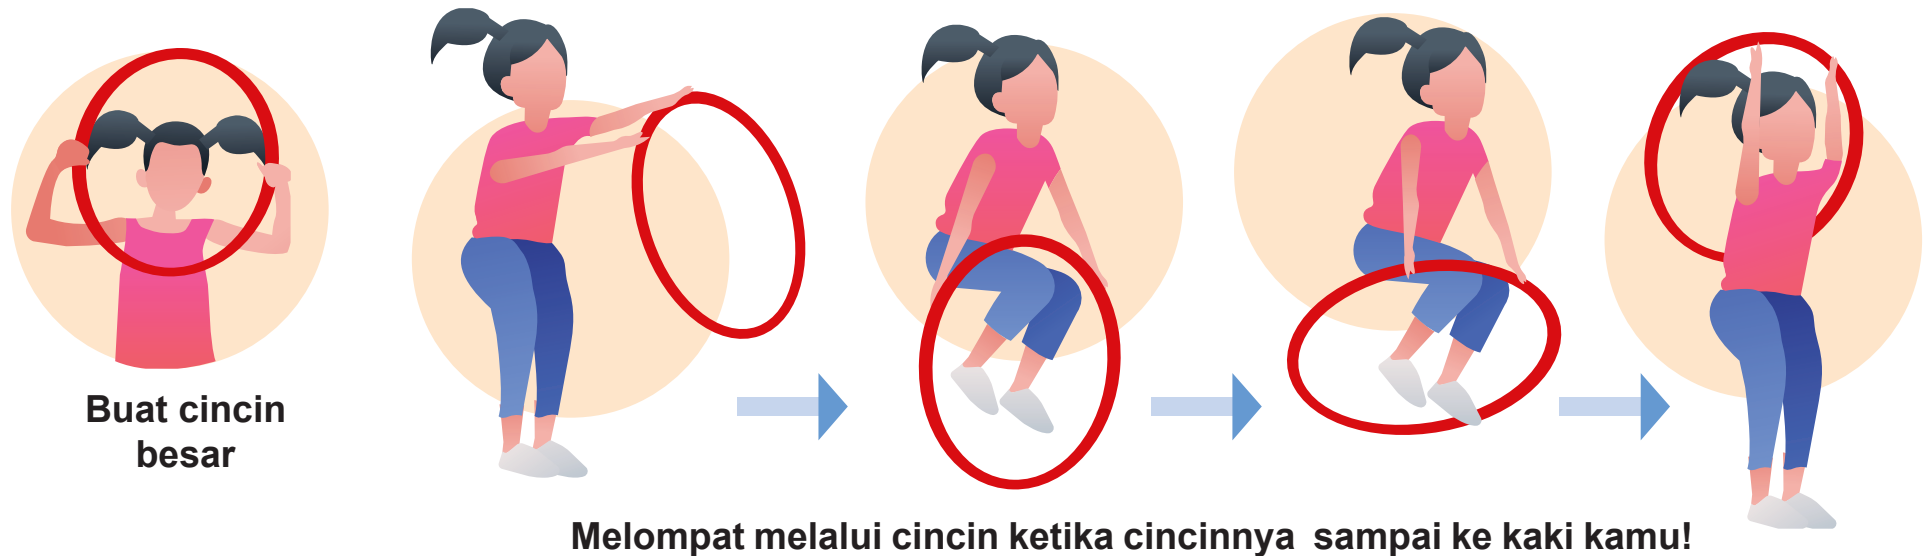 Buat cincin
besar
Melompat melalui cincin ketika cincinnya  sampai ke kaki kamu!